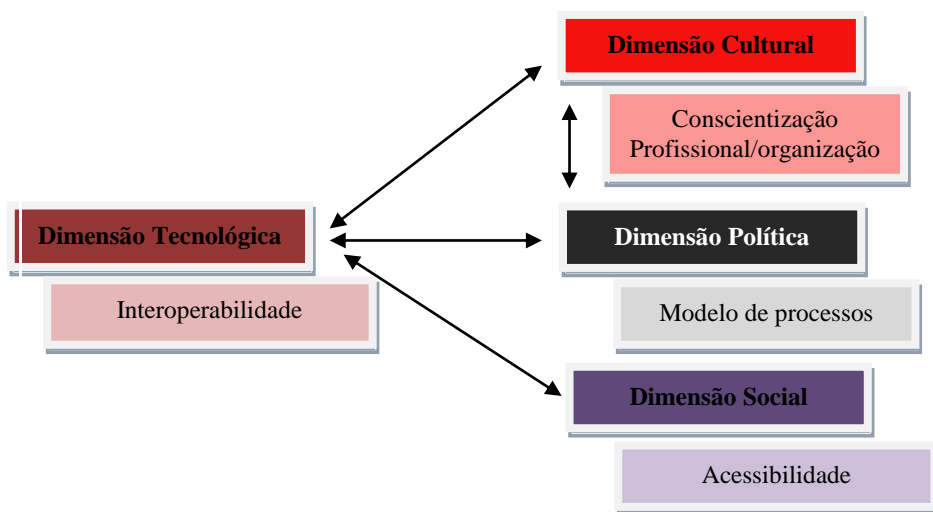 Dimensão Cultural
Conscientização
Profissional/organização
Dimensão Tecnológica
Interoperabilidade
Dimensão Política
Modelo de processos
Dimensão Social
Acessibilidade